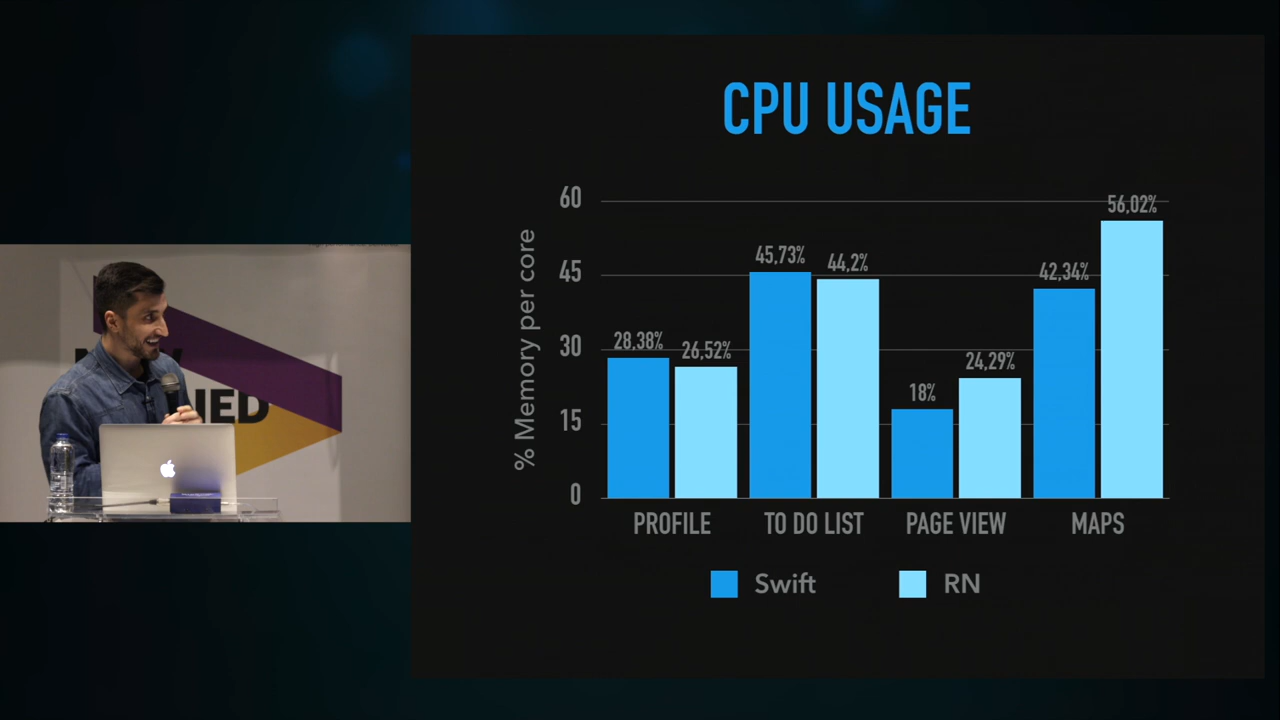 CPU USAGE
% Memory per core
60
45
30
15
0
28,38%
26,52%
45,73%
44,2%
18%
24,29%
42,34%
56,02%
PROFILE
TO DO LIST
PAGE VIEW
MAPS
Swift
RN